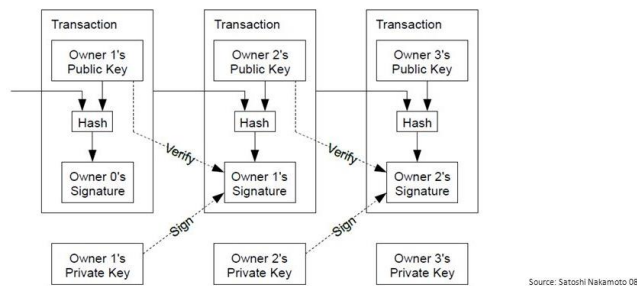 Transaction
Owner 1's
Public Key
Hash
Owner 0's
Signature
Transaction
Owner 2's
Public Key
Hash
Verify
Owner 1's
Signature
Sign
Transaction
Owner 3's
Public Key
Hash
Verify
Owner 2's
Signature
Sign
Owner 1's
Private Key
Owner 2's
Private Key
Owner 3's
Private Key
Source: Satoshi Nakamoto 08